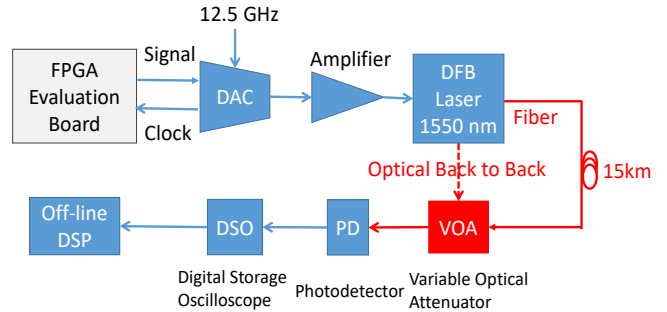 12.5 GHz
Signal
Amplifier
FPGA
Evaluation
Board
DAC
DFB
Laser
1550 nm
Clock
Fiber
Optical Back to Back
15km
Off-line
DSP
DSO
PD
VOA
Digital Storage
Oscilloscope
Photodetector
Variable Optical
Attenuator